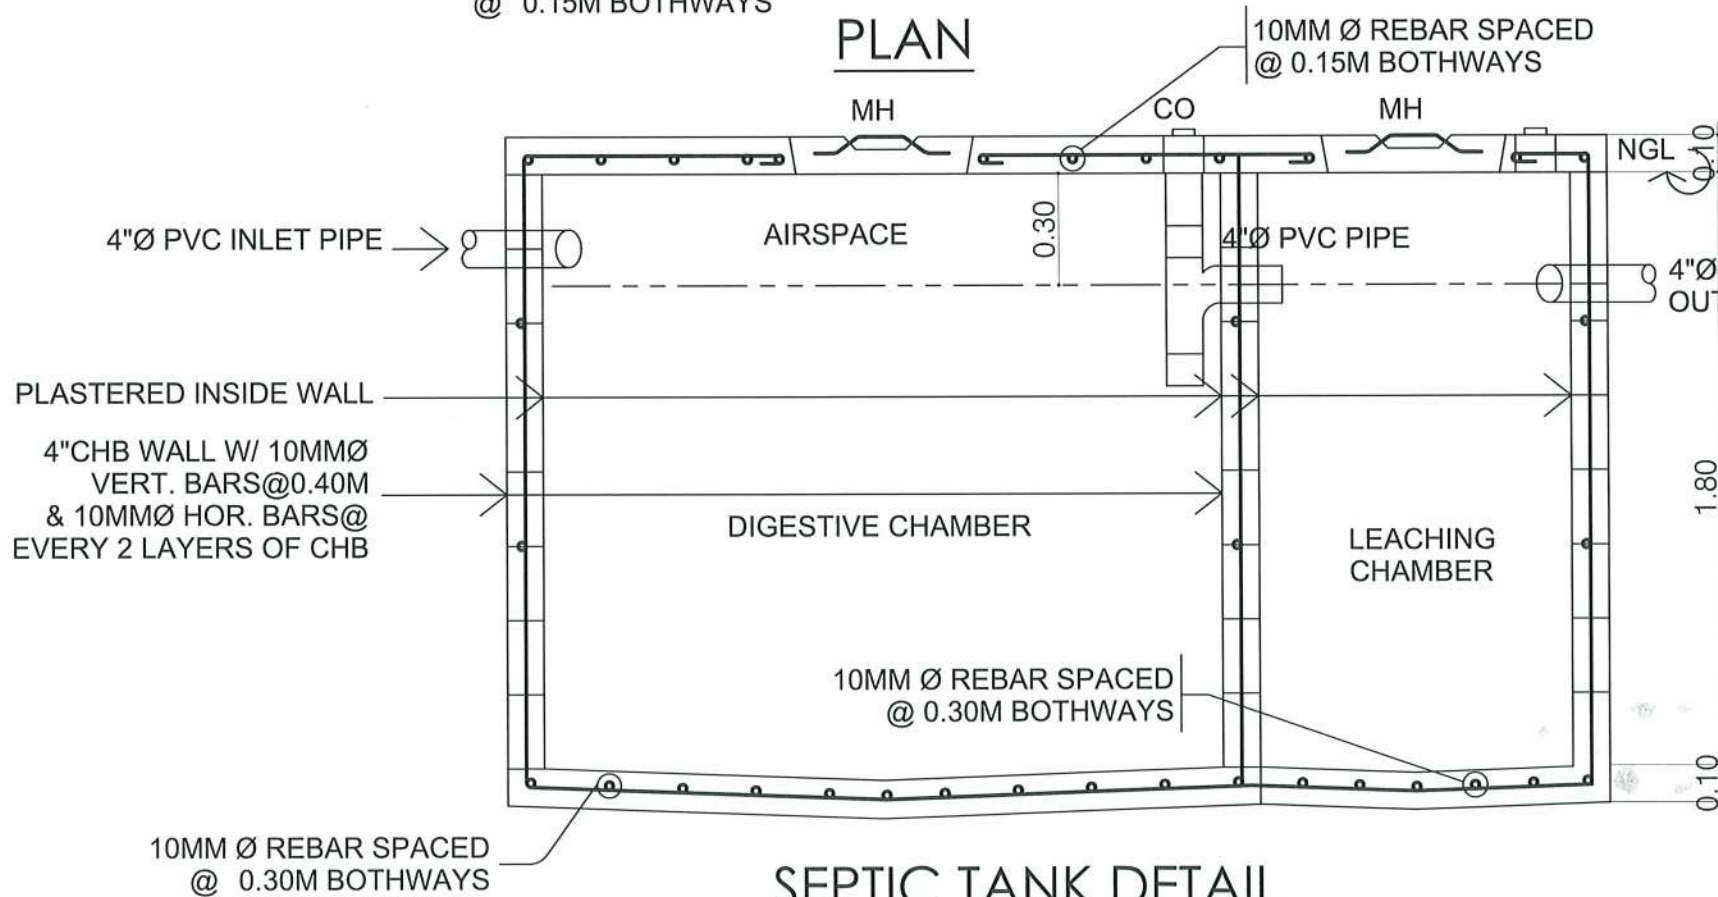 @ 0.15M BOTHWAYS
PLAN
10MM Ø REBAR SPACED
@ 0.15M BOTHWAYS
MH
CO
MH
NGL
0.10
4"Ø PVC INLET PIPE
AIRSPACE
0.30
4"Ø PVC PIPE
4"Ø
OUT
PLASTERED INSIDE WALL
4"CHB WALL W/ 10MMØ
VERT. BARS@0.40M
& 10MMØ HOR. BARS@
EVERY 2 LAYERS OF CHB
DIGESTIVE CHAMBER
LEACHING
CHAMBER
1.80
10MM Ø REBAR SPACED
@ 0.30M BOTHWAYS
0.10
10MM Ø REBAR SPACED
@ 0.30M BOTHWAYS
SEPTIC TANK DETAIL